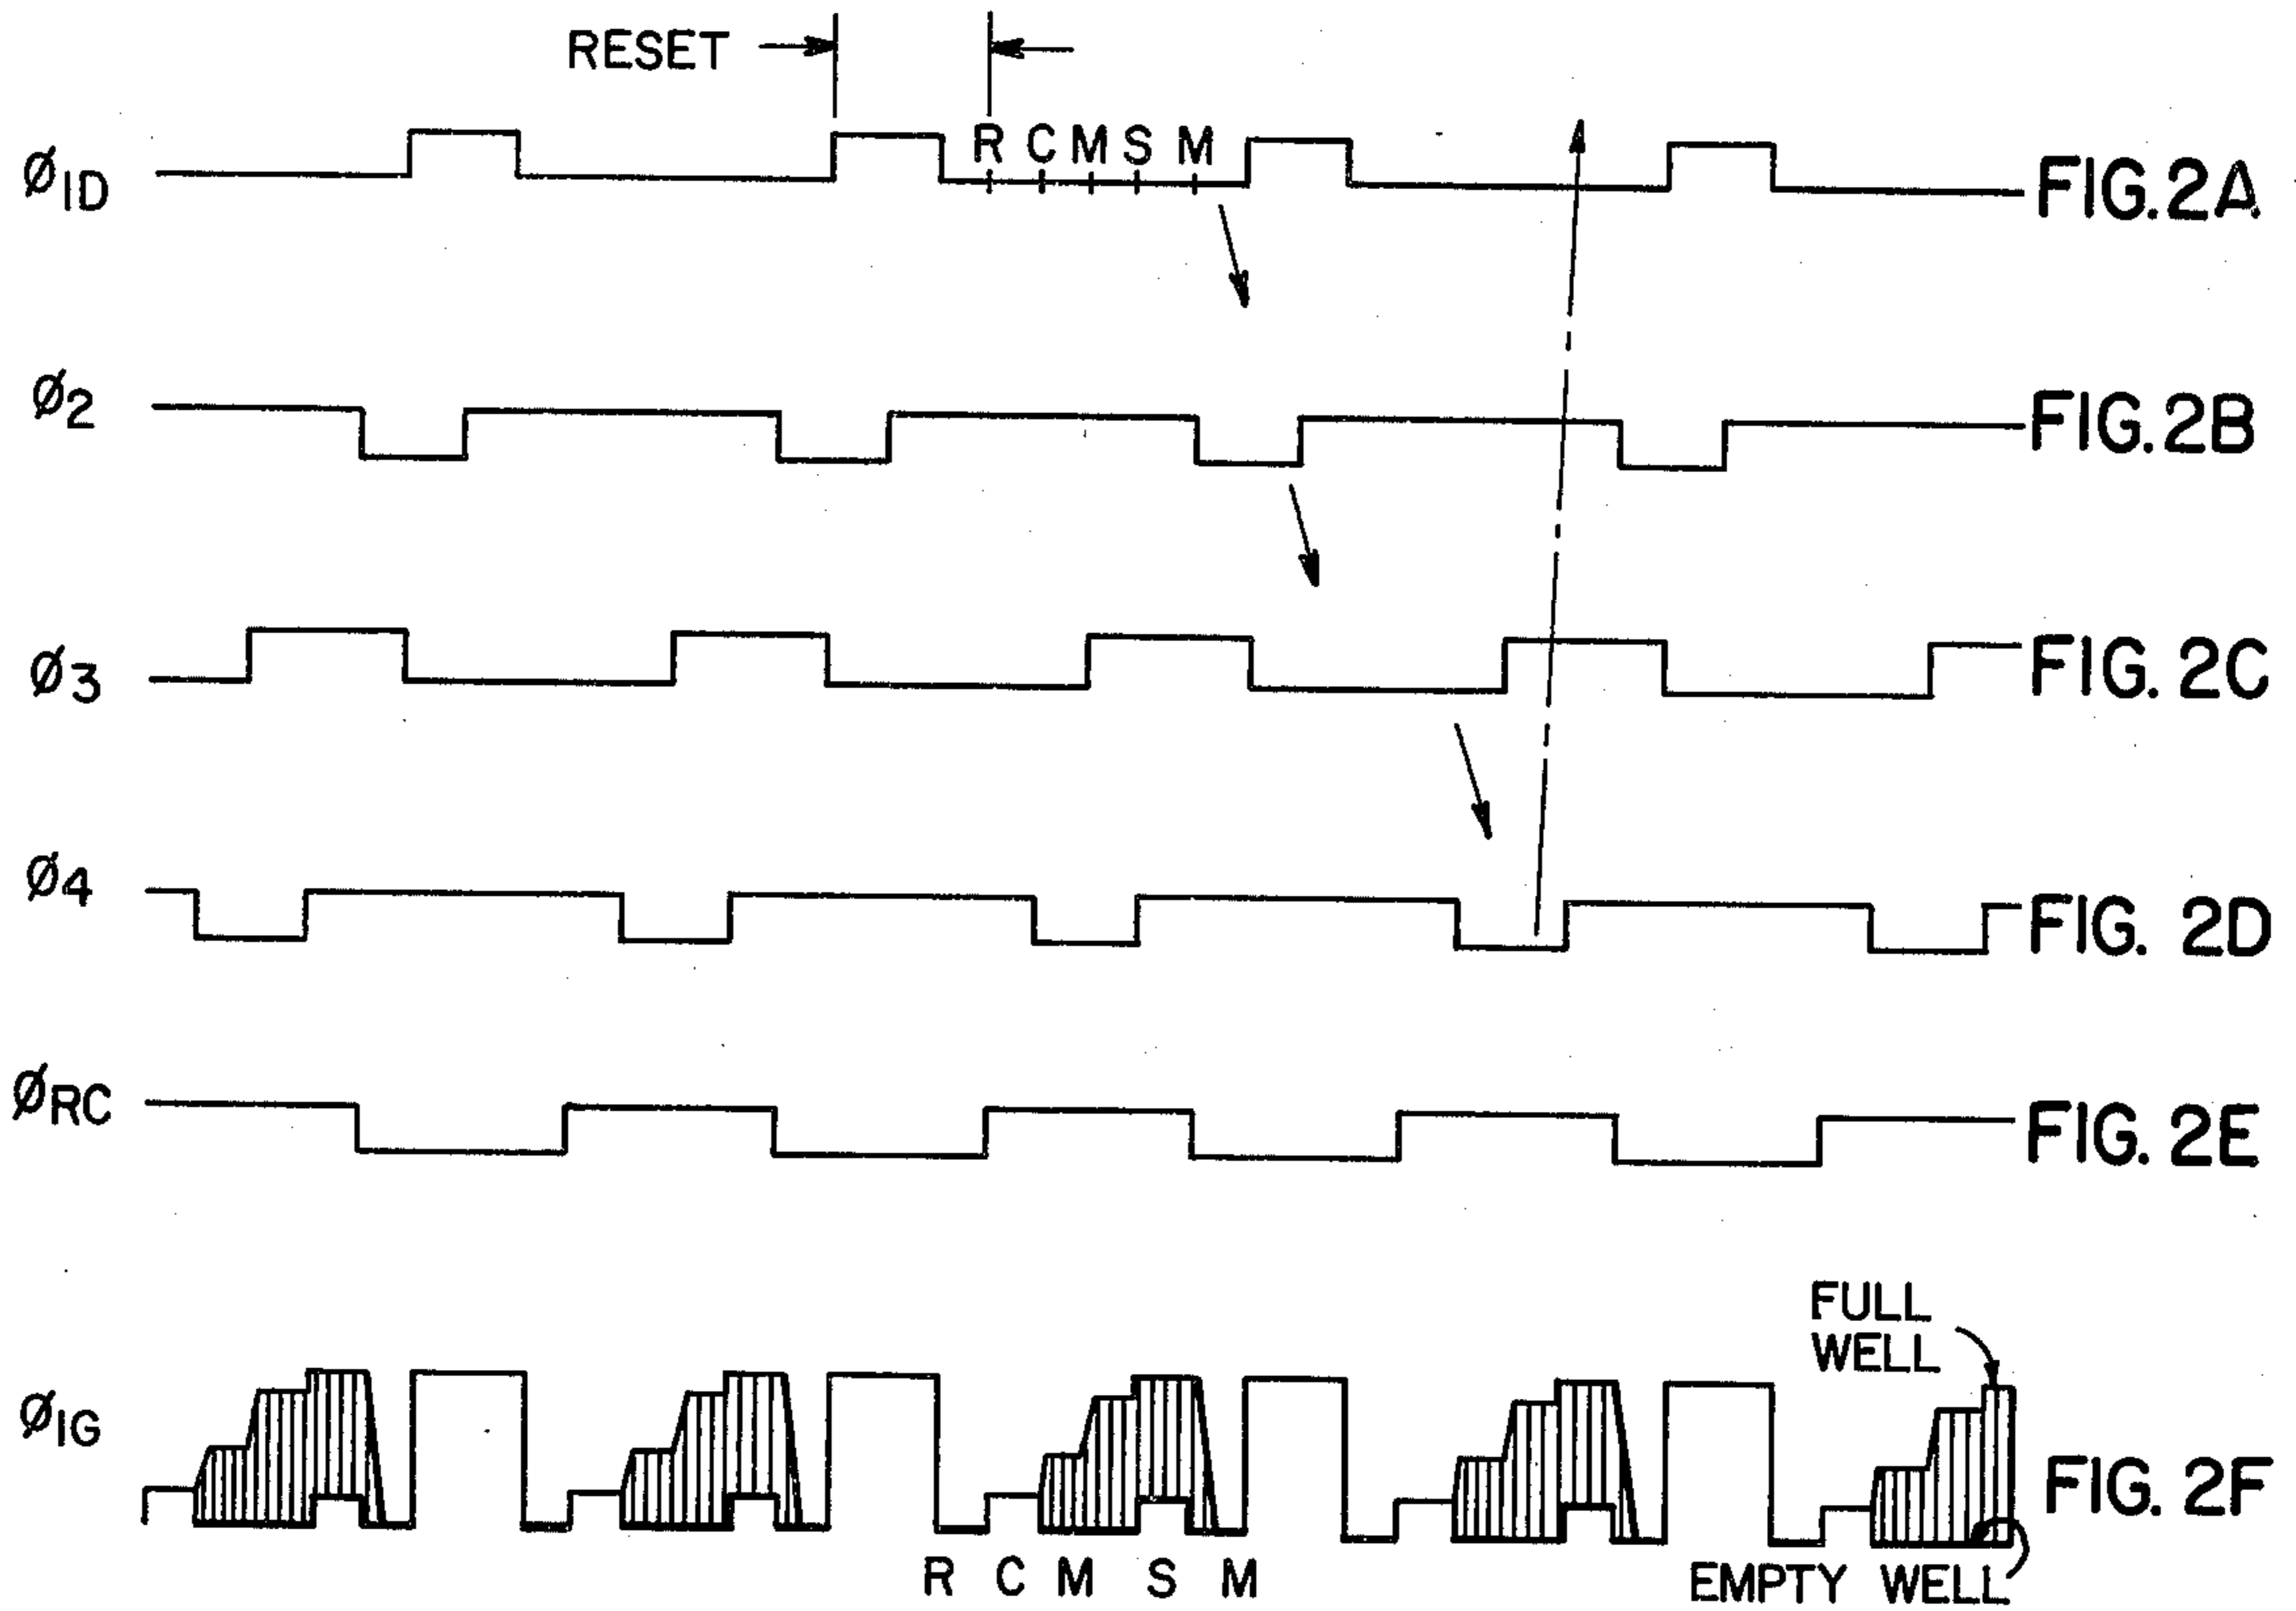 RESET
R C M S M
Ø1D FIG. 2A
Ø2 FIG. 2B
Ø3 FIG. 2C
Ø4 FIG. 2D
ØRC FIG. 2E
FULL
WELL
ØIG FIG. 2F
R C M S M
EMPTY WELL